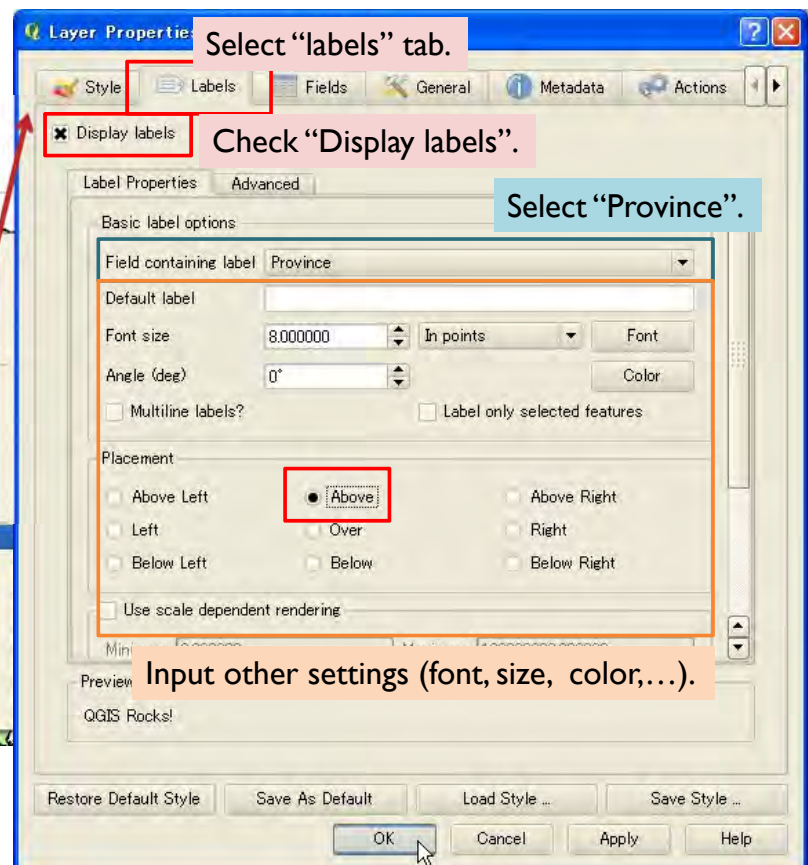 Layer Properties
Select “labels” tab.
Style Labels Fields General Metadata Actions
Display labels
Check “Display labels”.
Label Properties Advanced
Select “Province”.
Basic label options
Field containing label Province
Default label
Font size 8.000000 In points Font
Angle (deg) 0° Color
Multiline labels? Label only selected features
Placement
Above Left Above Above Right
Left Over Right
Below Left Below Below Right
Use scale dependent rendering
Input other settings (font, size, color,…).
Preview
QGIS Rocks!
Restore Default Style Save As Default Load Style ... Save Style ...
OK Cancel Apply Help